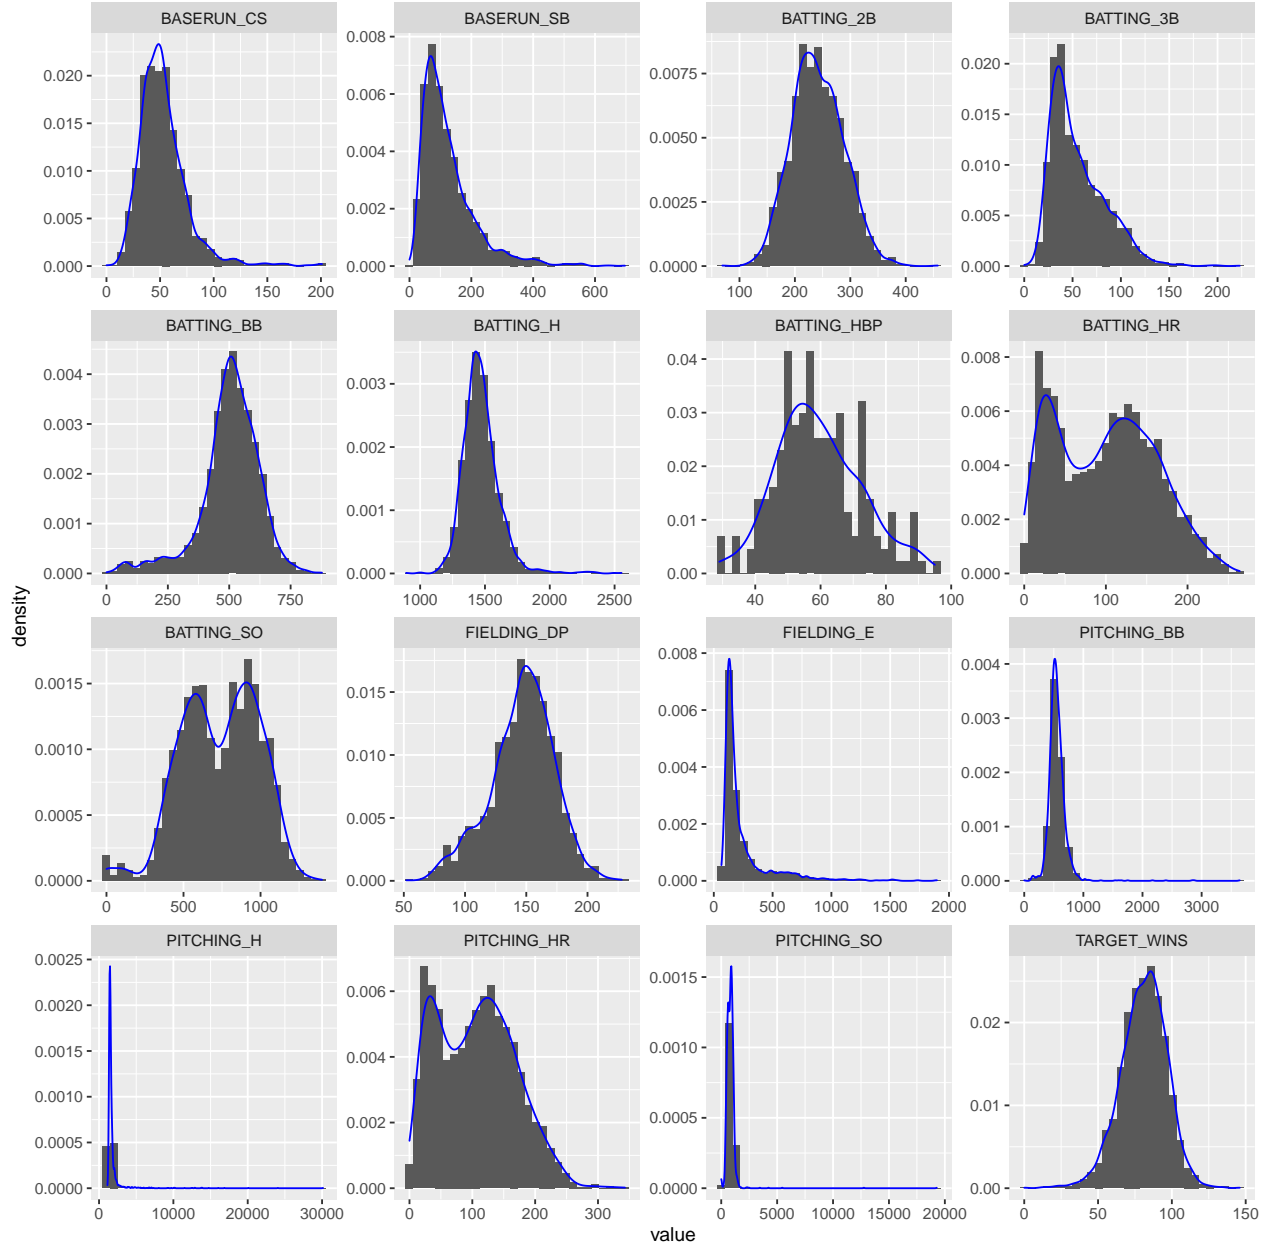 BASERUN_CS BASERUN_SB BATTING_2B BATTING_3B
0.020 0.015 0.010 0.005 0.000
0.008 0.006 0.004 0.002 0.000
0.0075 0.0050 0.0025 0.0000
0.020 0.015 0.010 0.005 0.000
0 50 100 150 200 0 200 400 600 100 200 300 400 0 50 100 150 200
BATTING_BB BATTING_H BATTING_HBP BATTING_HR
0.004 0.003 0.002 0.001 0.000
0.003 0.002 0.001 0.000
0.04 0.03 0.02 0.01 0.00
0.008 0.006 0.004 0.002 0.000
0 250 500 750 1000 1500 2000 2500 40 60 80 100 0 100 200
density
BATTING_SO FIELDING_DP FIELDING_E PITCHING_BB
0.0015 0.0010 0.0005 0.0000
0.015 0.010 0.005 0.000
0.008 0.006 0.004 0.002 0.000
0.004 0.003 0.002 0.001 0.000
0 500 1000 50 100 150 200 0 500 1000 1500 2000 0 1000 2000 3000
PITCHING_H PITCHING_HR PITCHING_SO TARGET_WINS
0.0025 0.0020 0.0015 0.0010 0.0005 0.0000
0.006 0.004 0.002 0.000
0.0015 0.0010 0.0005 0.0000
0.02 0.01 0.00
0 10000 20000 30000 0 100 200 300 0 5000 10000 15000 20000 0 50 100 150
value